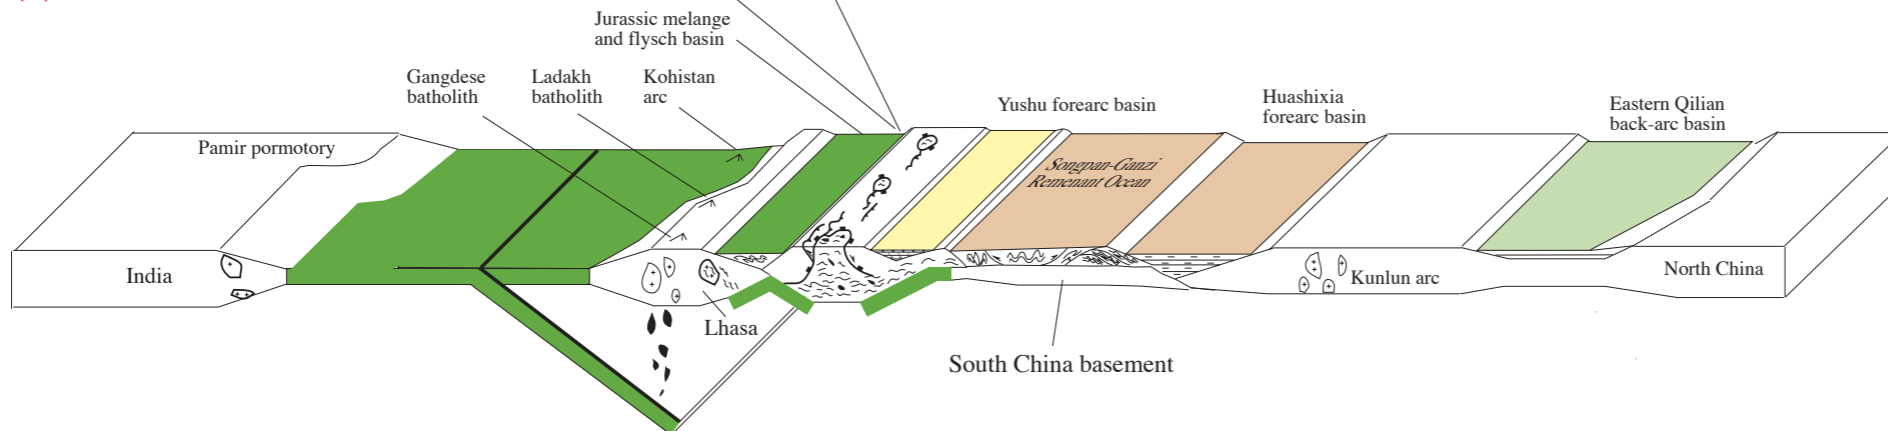 Jurassic melange
and flysch basin
Gangdese
batholith
Ladakh
batholith
Kohistan
arc
Yushu forearc basin
Huashixia
forearc basin
Eastern Qilian
back-arc basin
Pamir pormotory
Songpan-Ganzi
Remenant Ocean
India
Lhasa
Kunlun arc
North China
South China basement